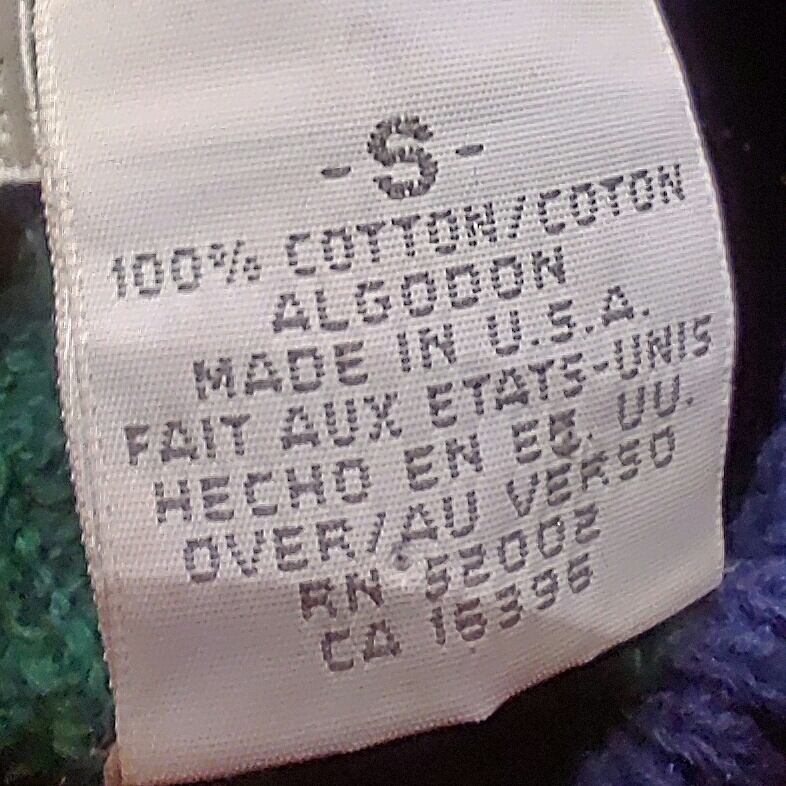 -S-
100% COTTON/COTON
ALGODON
MADE IN U.S.A.
FAIT AUX ETATS-UNIS
HECHO EN EE. UU.
OVER/AU VERSO
RN 52002
CA 16396